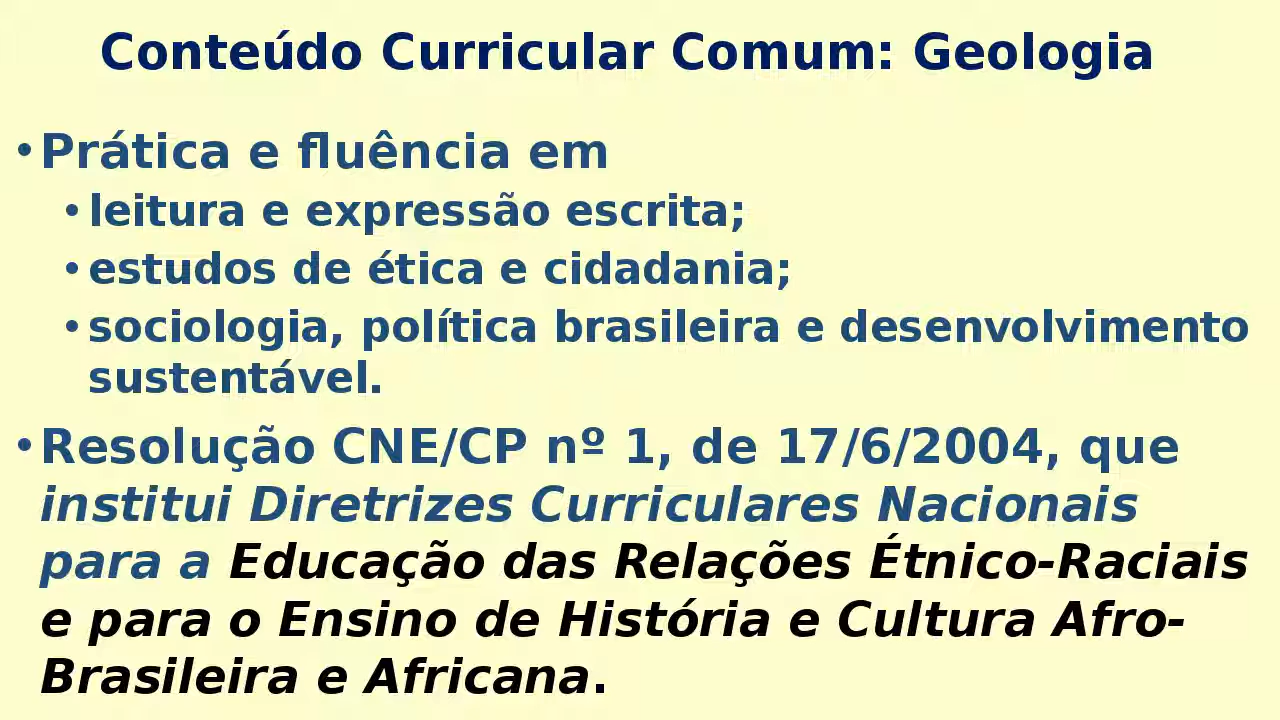 Conteúdo Curricular Comum: Geologia
•Prática e fluência em
•leitura e expressão escrita;
•estudos de ética e cidadania;
•sociologia, política brasileira e desenvolvimento
sustentável.
•Resolução CNE/CP nº 1, de 17/6/2004, que
institui Diretrizes Curriculares Nacionais
para a Educação das Relações Étnico-Raciais
e para o Ensino de História e Cultura Afro-
Brasileira e Africana.